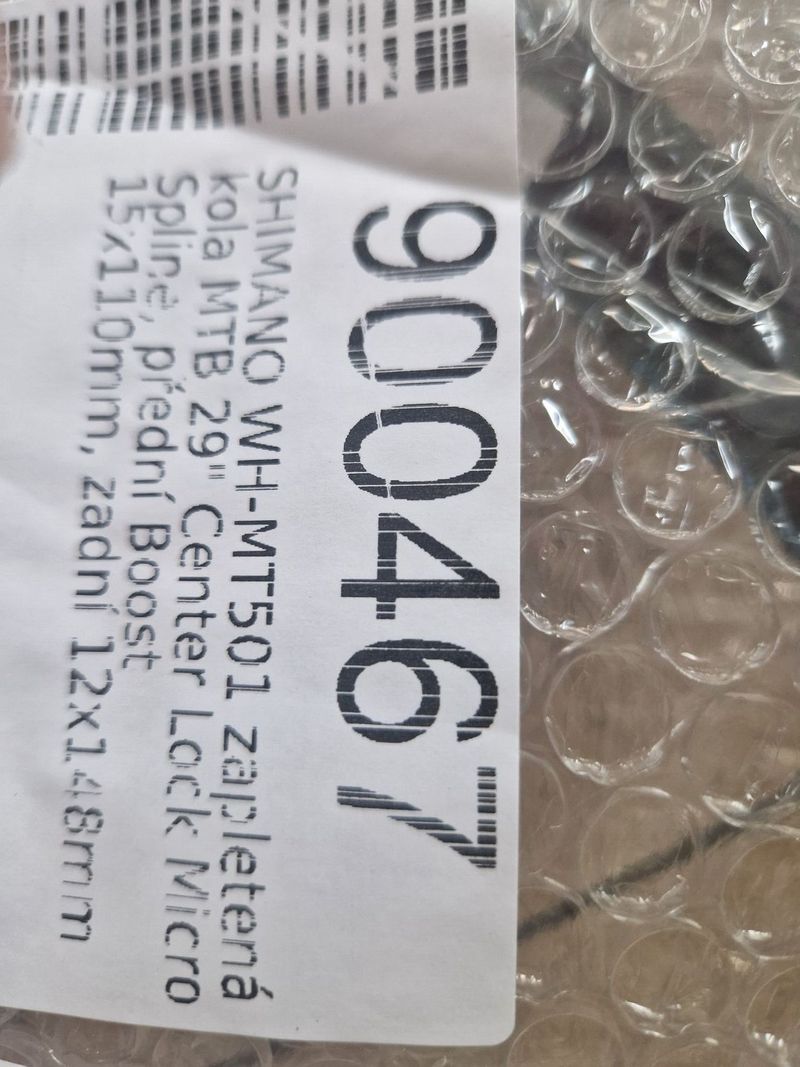 900467
SHIMANO WH-MT501 zapletená
kola MTB 29" Center Lock Micro
Spline, přední Boost
15x110mm, zadní 12x148mm